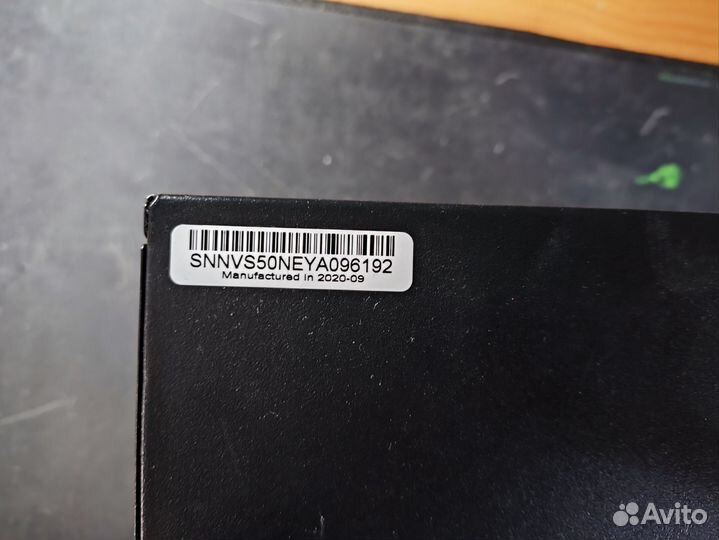 SNNVS50NEYA096192
Manufactured in 2020-09
Avito